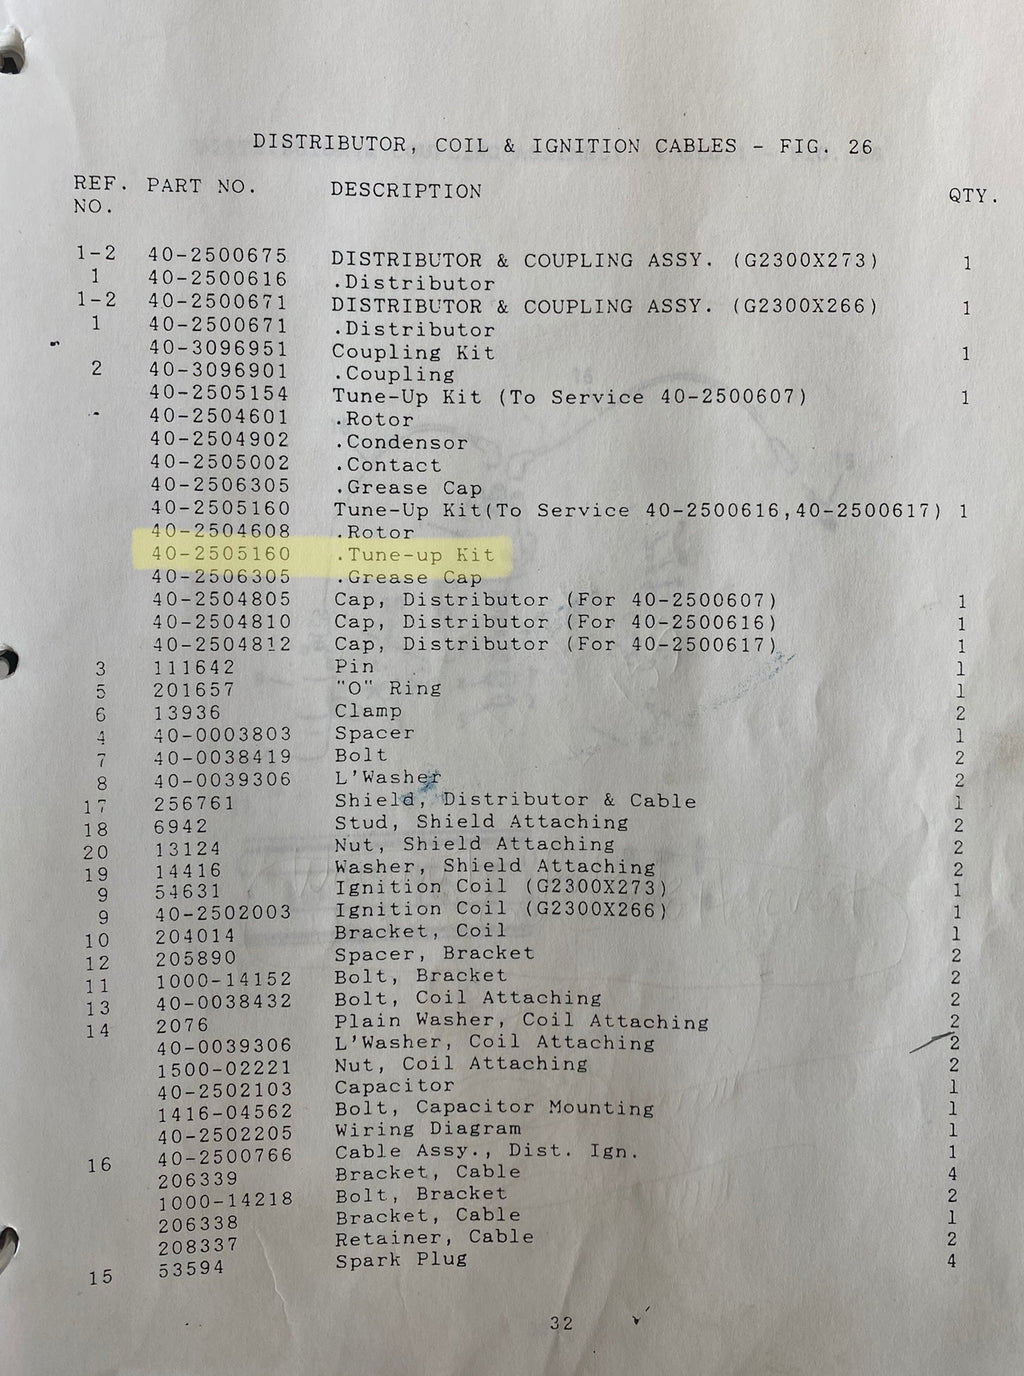 DISTRIBUTOR, COIL & IGNITION CABLES - FIG. 26
REF. NO. PART NO. DESCRIPTION QTY.
1-2 40-2500675 DISTRIBUTOR & COUPLING ASSY. (G2300X273) 1
1 40-2500616 .Distributor
1-2 40-2500671 DISTRIBUTOR & COUPLING ASSY. (G2300X266) 1
1 40-2500671 .Distributor
40-3096951 Coupling Kit 1
2 40-3096901 .Coupling
40-2505154 Tune-Up Kit (To Service 40-2500607) 1
40-2504601 .Rotor
40-2504902 .Condensor
40-2505002 .Contact
40-2506305 .Grease Cap
40-2505160 Tune-Up Kit(To Service 40-2500616,40-2500617) 1
40-2504608 .Rotor
40-2505160 .Tune-up Kit
40-2506305 .Grease Cap
40-2504805 Cap, Distributor (For 40-2500607) 1
40-2504810 Cap, Distributor (For 40-2500616) 1
40-2504812 Cap, Distributor (For 40-2500617) 1
3 111642 Pin 1
5 201657 "O" Ring 1
6 13936 Clamp 2
4 40-0003803 Spacer 1
7 40-0038419 Bolt 2
8 40-0039306 L'Washer 2
17 256761 Shield, Distributor & Cable 1
18 6942 Stud, Shield Attaching 2
20 13124 Nut, Shield Attaching 2
19 14416 Washer, Shield Attaching 2
9 54631 Ignition Coil (G2300X273) 1
9 40-2502003 Ignition Coil (G2300X266) 1
10 204014 Bracket, Coil 1
12 205890 Spacer, Bracket 2
11 1000-14152 Bolt, Bracket 2
13 40-0038432 Bolt, Coil Attaching 2
14 2076 Plain Washer, Coil Attaching 2
40-0039306 L'Washer, Coil Attaching 2
1500-02221 Nut, Coil Attaching 2
40-2502103 Capacitor 1
1416-04562 Bolt, Capacitor Mounting 1
40-2502205 Wiring Diagram 1
16 40-2500766 Cable Assy., Dist. Ign. 1
206339 Bracket, Cable 4
1000-14218 Bolt, Bracket 2
206338 Bracket, Cable 1
208337 Retainer, Cable 2
15 53594 Spark Plug 4
32